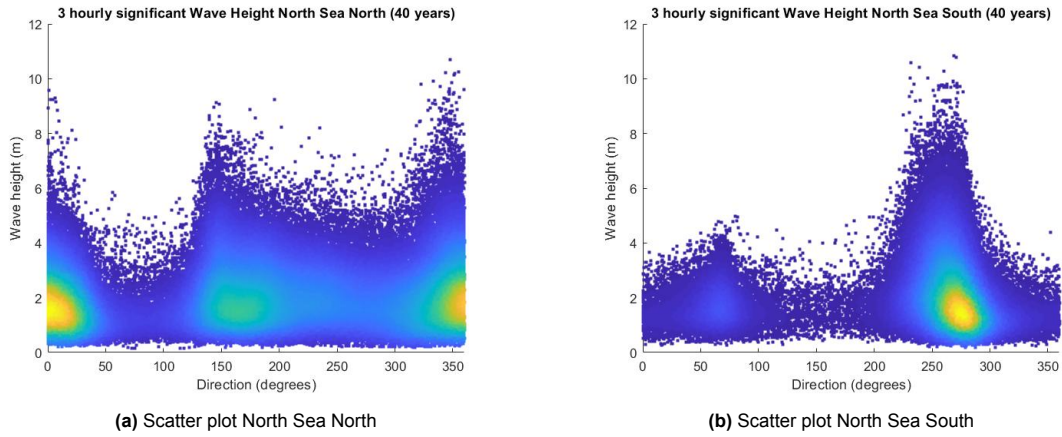 3 hourly significant Wave Height North Sea North (40 years)
Wave height (m)
12
10
8
6
4
2
0
0 50 100 150 200 250 300 350
Direction (degrees)
(a) Scatter plot North Sea North
3 hourly significant Wave Height North Sea South (40 years)
Wave height (m)
12
10
8
6
4
2
0
0 50 100 150 200 250 300 350
Direction (degrees)
(b) Scatter plot North Sea South